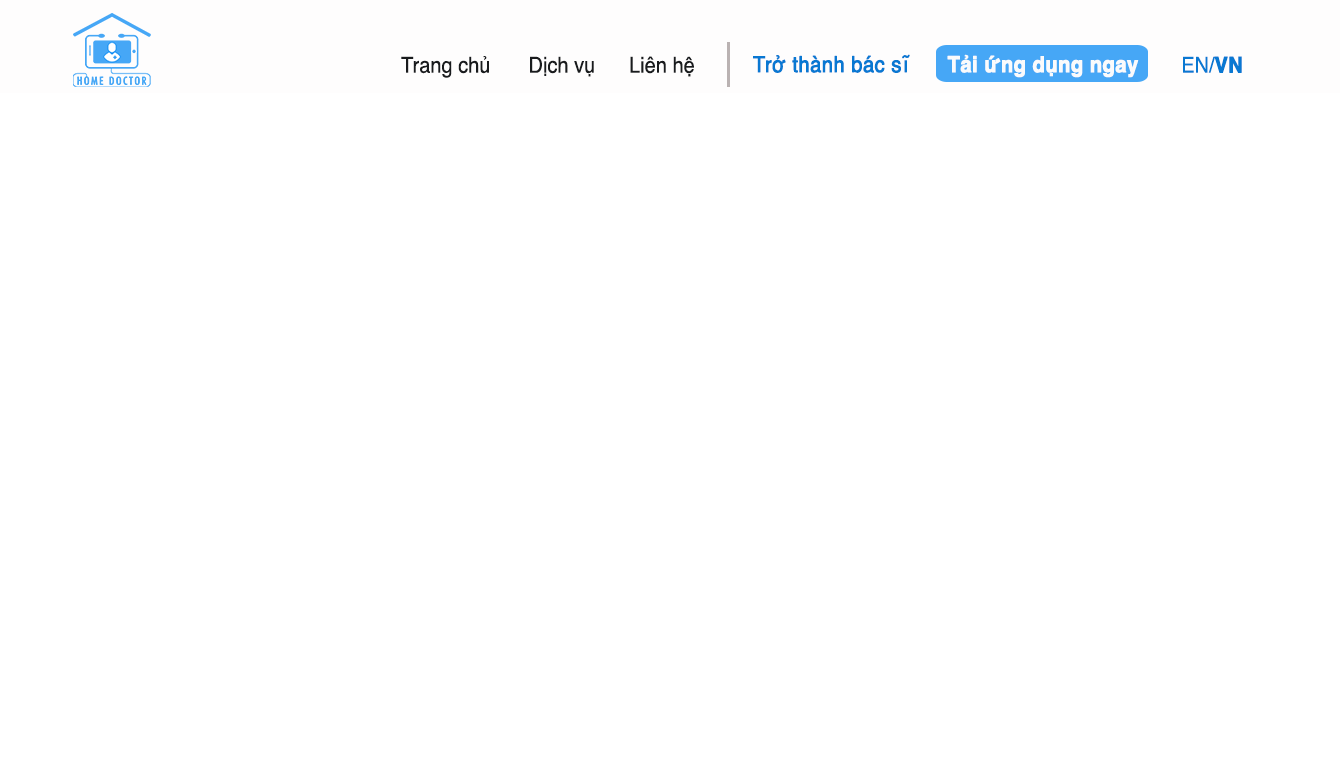 HOME DOCTOR
Trang chủ Dịch vụ Liên hệ Trở thành bác sĩ Tải ứng dụng ngay EN/VN